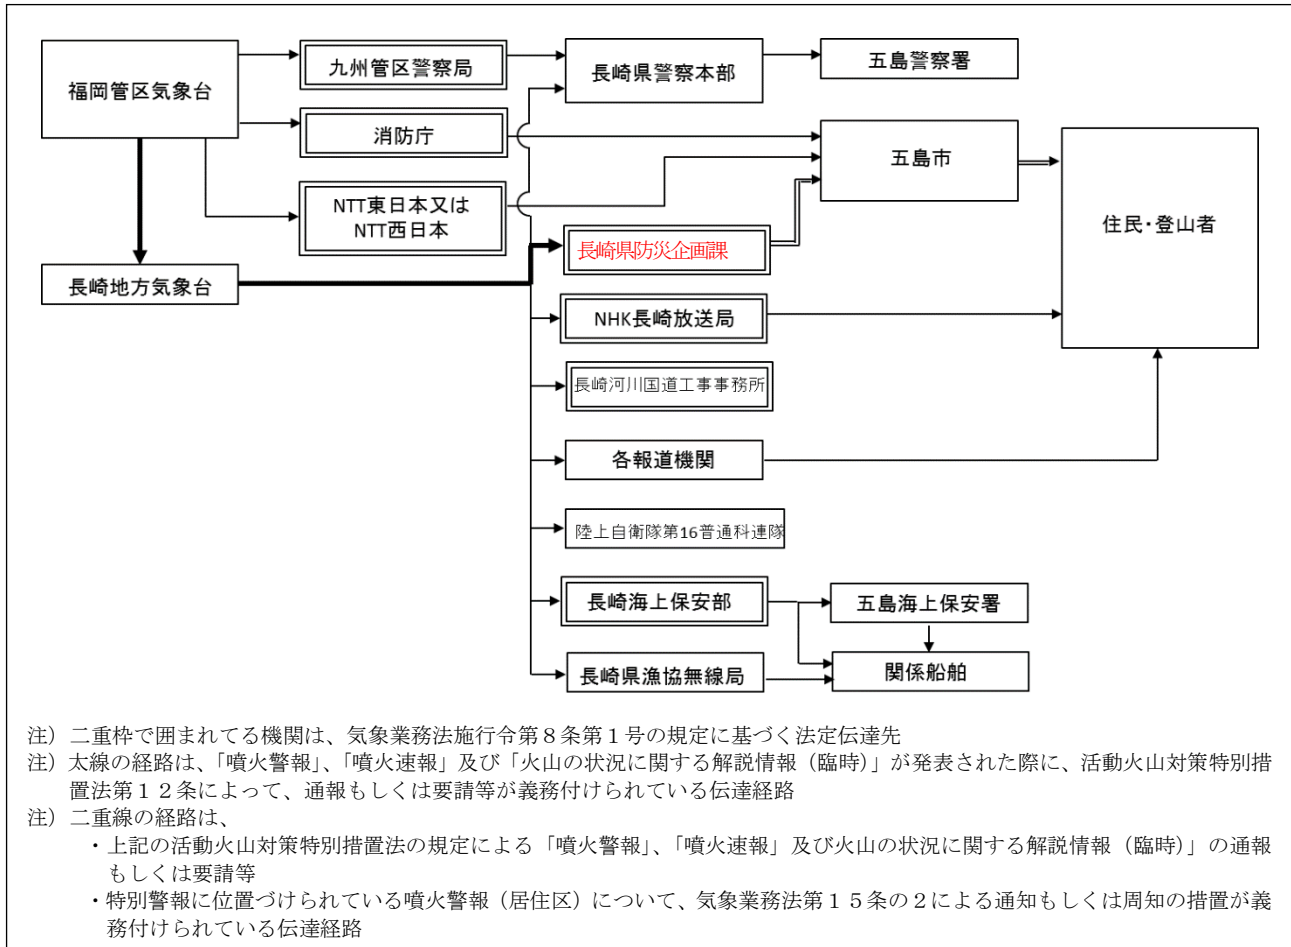 福岡管区気象台
九州管区警察局
長崎県警察本部
五島警察署
消防庁
五島市
住民・登山者
NTT東日本又は
NTT西日本
長崎県防災企画課
長崎地方気象台
NHK長崎放送局
長崎河川国道工事事務所
各報道機関
陸上自衛隊第16普通科連隊
長崎海上保安部
五島海上保安署
長崎県漁協無線局
関係船舶
注）二重枠で囲まれてる機関は、気象業務法施行令第８条第１号の規定に基づく法定伝達先
注）太線の経路は、「噴火警報」、「噴火速報」及び「火山の状況に関する解説情報（臨時）」が発表された際に、活動火山対策特別措
置法第１２条によって、通報もしくは要請等が義務付けられている伝達経路
注）二重線の経路は、
・上記の活動火山対策特別措置法の規定による「噴火警報」、「噴火速報」及び火山の状況に関する解説情報（臨時）」の通報
もしくは要請等
・特別警報に位置づけられている噴火警報（居住区）について、気象業務法第１５条の２による通知もしくは周知の措置が義
務付けられている伝達経路